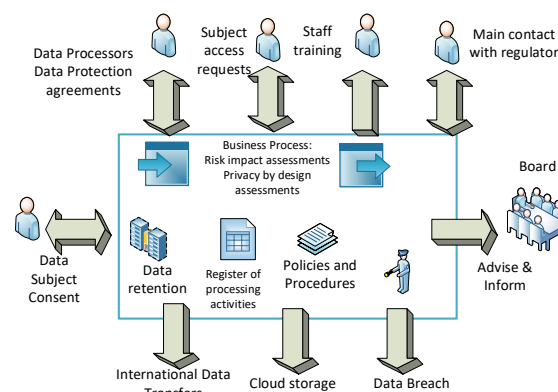 Data Processors
Data Protection
agreements
Subject
access
requests
Staff
training
Main contact
with regulator
Business Process:
Risk impact assessments
Privacy by design
assessments
Board
Data
Subject
Consent
Data
retention
Register of
processing
activities
Policies and
Procedures
Advise &
Inform
International Data
Transfers
Cloud storage
Data Breach